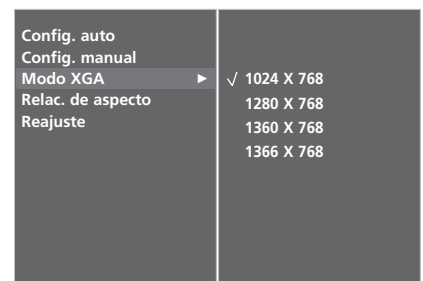 Config. auto
Config. manual
Modo XGA ► √ 1024 X 768
Relac. de aspecto 1280 X 768
Reajuste 1360 X 768
1366 X 768